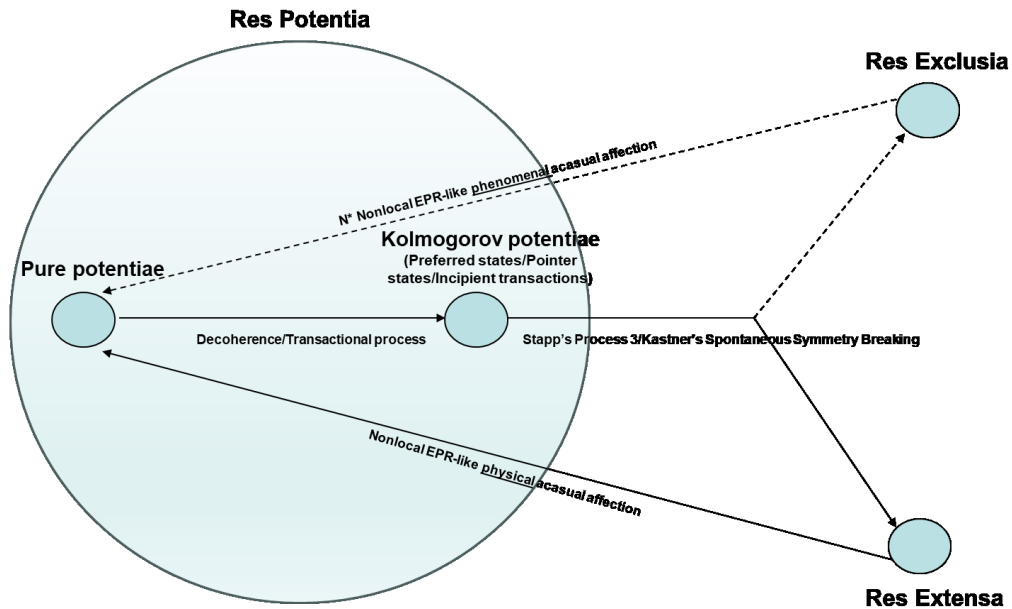 Res Potentia
Res Exclusia
N* Nonlocal EPR-like phenomenal acasual affection
Kolmogorov potentiae
(Preferred states/Pointer
states/Incipient transactions)
Pure potentiae
Decoherence/Transactional process
Stapp's Process 3/Kastner's Spontaneous Symmetry Breaking
Nonlocal EPR-like physical acasual affection
Res Extensa